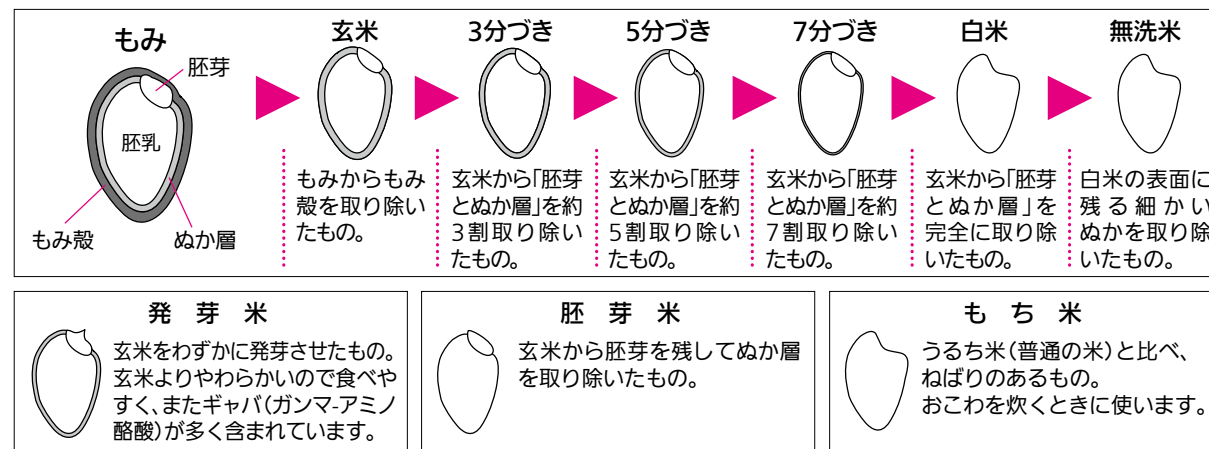 もみ
胚芽
胚乳
もみ殻
ぬか層
玄米
もみからもみ
殻を取り除い
たもの。
3分づき
玄米から「胚芽
とぬか層」を約
3割取り除い
たもの。
5分づき
玄米から「胚芽
とぬか層」を約
5割取り除い
たもの。
7分づき
玄米から「胚芽
とぬか層」を約
7割取り除い
たもの。
白米
玄米から「胚芽
とぬか層」を
完全に取り除
いたもの。
無洗米
白米の表面に
残る細かい
ぬかを取り除
いたもの。
発芽米
玄米をわずかに発芽させたもの。
玄米よりやわらかいので食べや
すく、またギャバ(ガンマ-アミノ
酪酸)が多く含まれています。
胚芽米
玄米から胚芽を残してぬか層
を取り除いたもの。
もち米
うるち米(普通の米)と比べ、
ねばりのあるもの。
おこわを炊くときに使います。